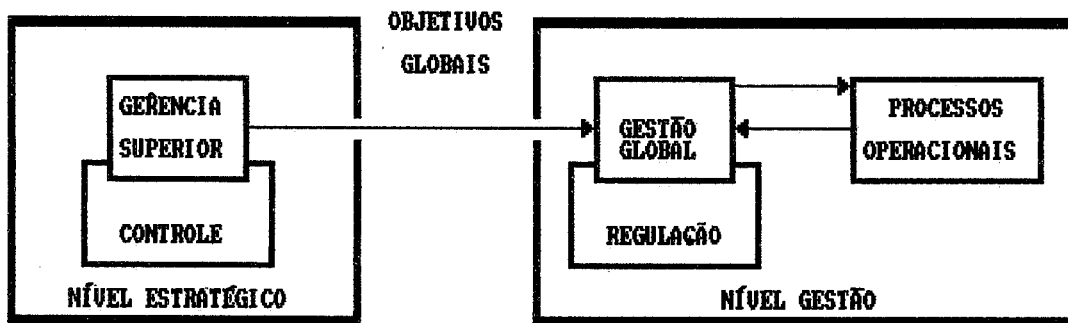 OBJETIVOS
GLOBAIS
GERÊNCIA
SUPERIOR
CONTROLE
NÍVEL ESTRATÉGICO
GESTÃO
GLOBAL
REGULAÇÃO
PROCESSOS
OPERACIONAIS
NÍVEL GESTÃO